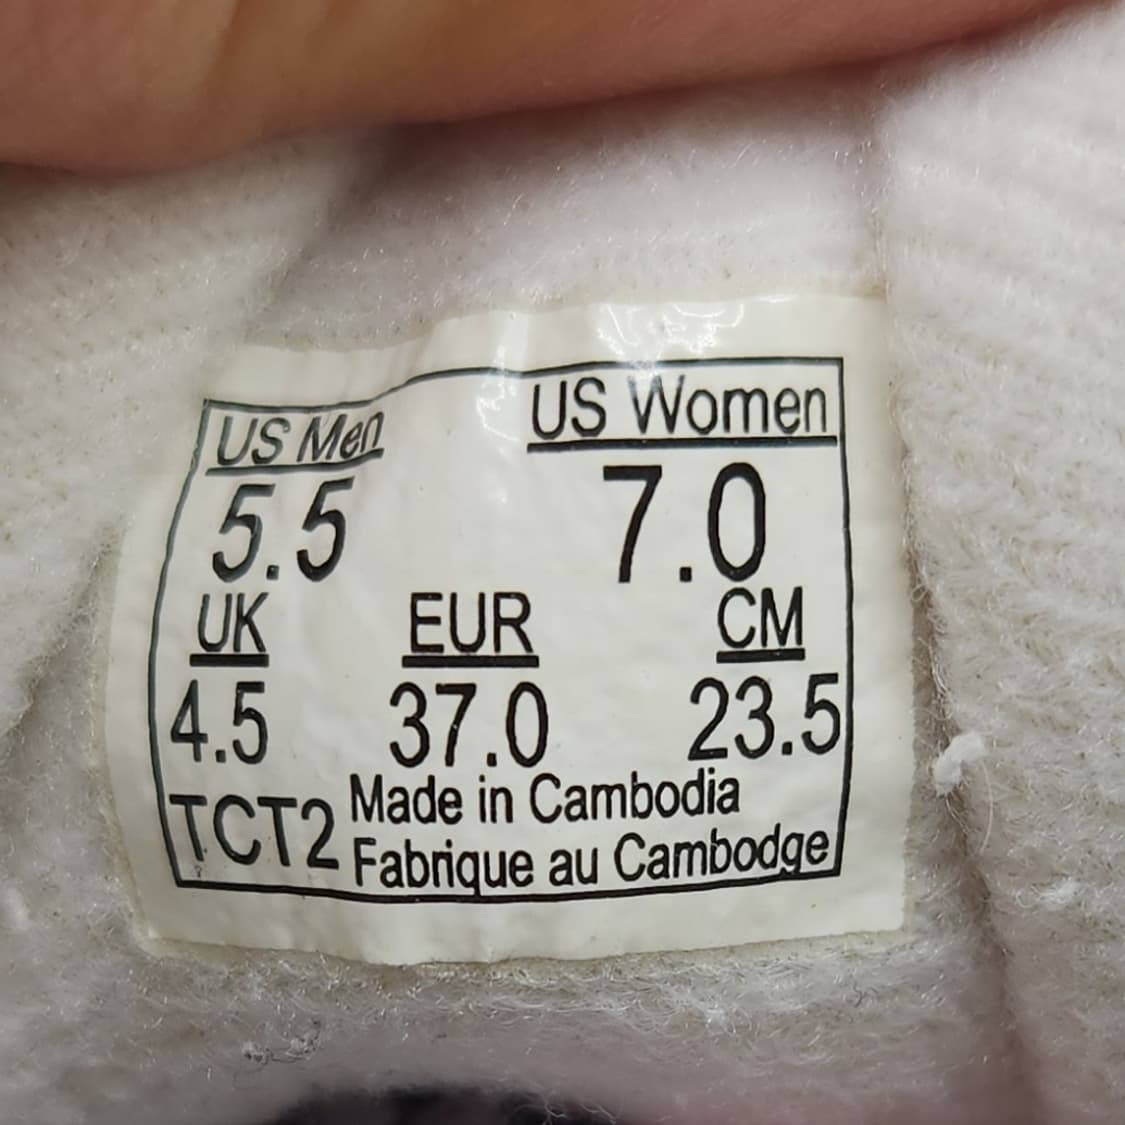 US Men US Women
5.5 7.0
UK EUR CM
4.5 37.0 23.5
TCT2 Made in Cambodia
Fabrique au Cambodge